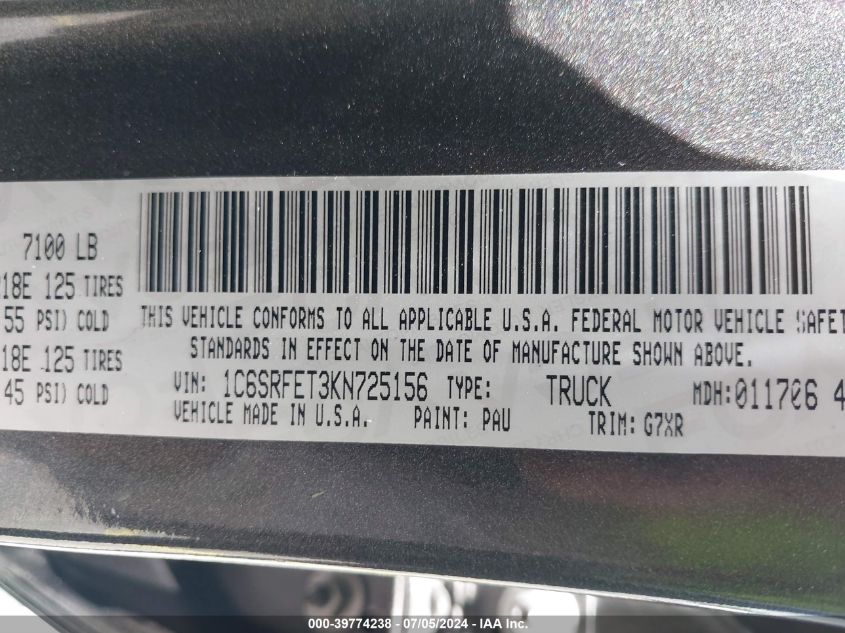 7100 LB
18E 125 TIRES
55 PSI) COLD
18E 125 TIRES
45 PSI) COLD
THIS VEHICLE CONFORMS TO ALL APPLICABLE U.S.A. FEDERAL MOTOR VEHICLE SAFET
STANDARDS IN EFFECT ON THE DATE OF MANUFACTURE SHOWN ABOVE.
VIN: 1C6SRFET3KN725156 TYPE: TRUCK MDH:011706 4
VEHICLE MADE IN U.S.A. PAINT: PAU TRIM: G7XR
000-39774238 - 07/05/2024 - IAA Inc.